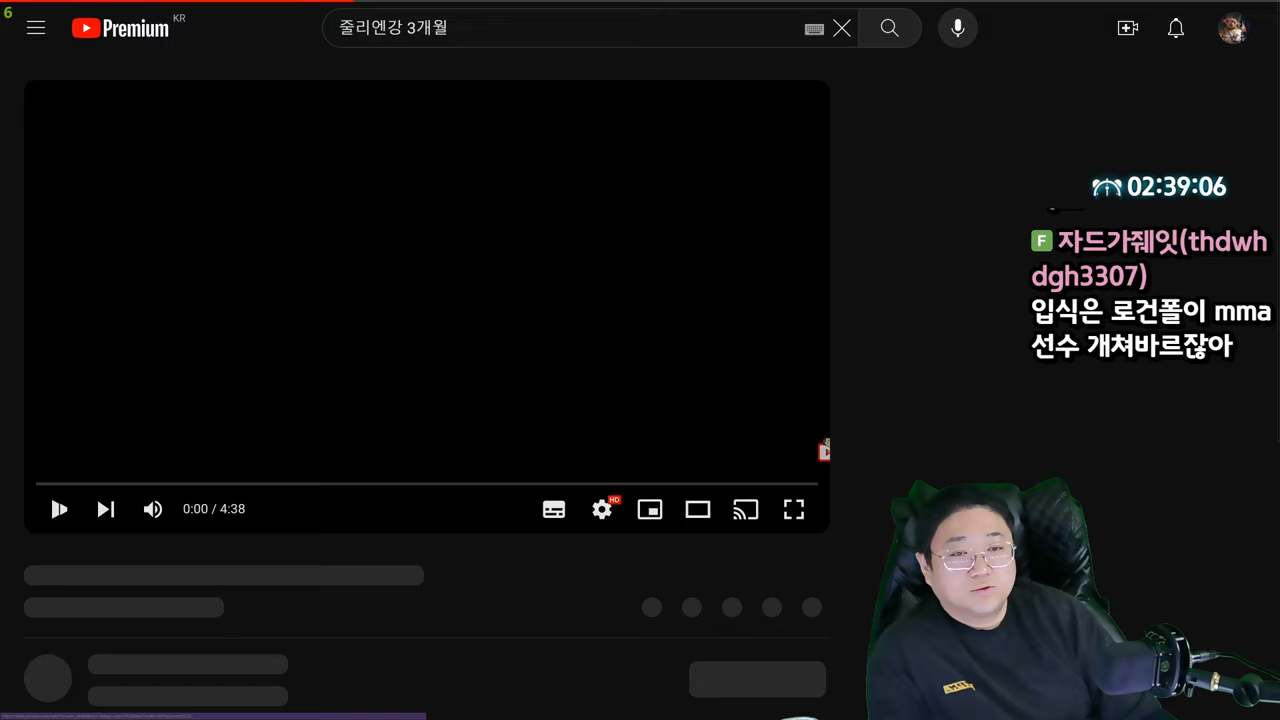 6
Premium KR
줄리엔강 3개월
02:39:06
F 자드가줴잇(thdwh
dgh3307)
입식은 로건폴이 mma
선수 개쳐바르잖아
HD
0:00 / 4:38